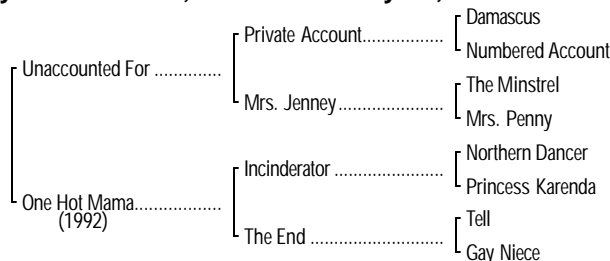 Damascus
Private Account..................
Numbered Account
Unaccounted For ..............
The Minstrel
Mrs. Jenney......................
Mrs. Penny
Northern Dancer
Incinderator .......................
Princess Karenda
One Hot Mama..................
(1992)
Tell
The End ............................
Gay Niece